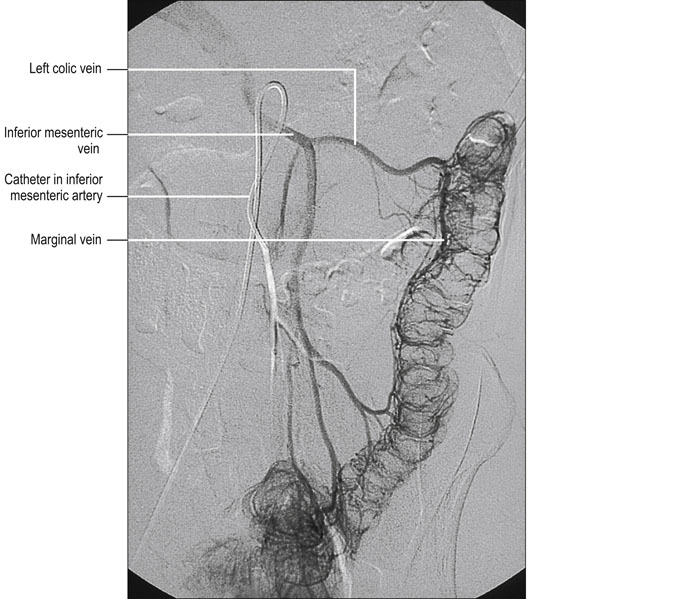 Left colic vein
Inferior mesenteric
vein
Catheter in inferior
mesenteric artery
Marginal vein